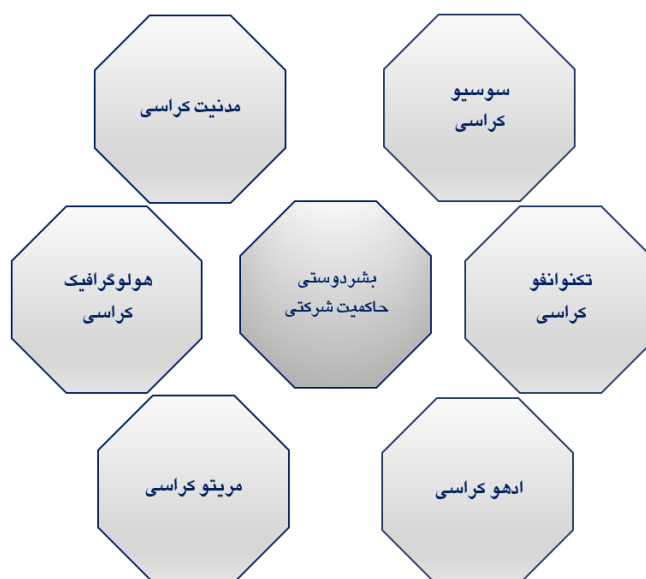 سوسیو
کراسی
مدنیت کراسی
تکنوانفو
کراسی
بشردوستی
حاکمیت شرکتی
هولوگرافیک
کراسی
ادهو کراسی
مریتو کراسی